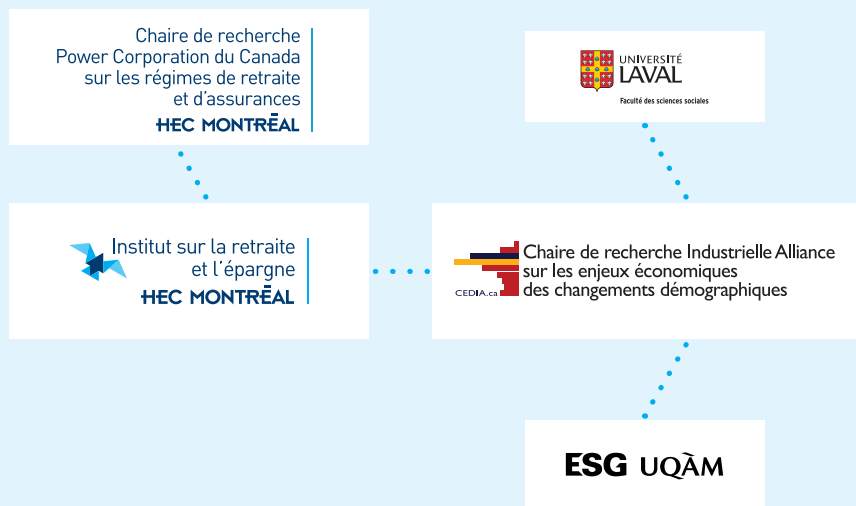 Chaire de recherche
Power Corporation du Canada
sur les régimes de retraite
et d'assurances
HEC MONTRĒAL
UNIVERSITÉ
LAVAL
Faculté des sciences sociales
Institut sur la retraite
et l'épargne
HEC MONTRĒAL
CEDIA.ca
Chaire de recherche Industrielle Alliance
sur les enjeux économiques
des changements démographiques
ESG UQÀM